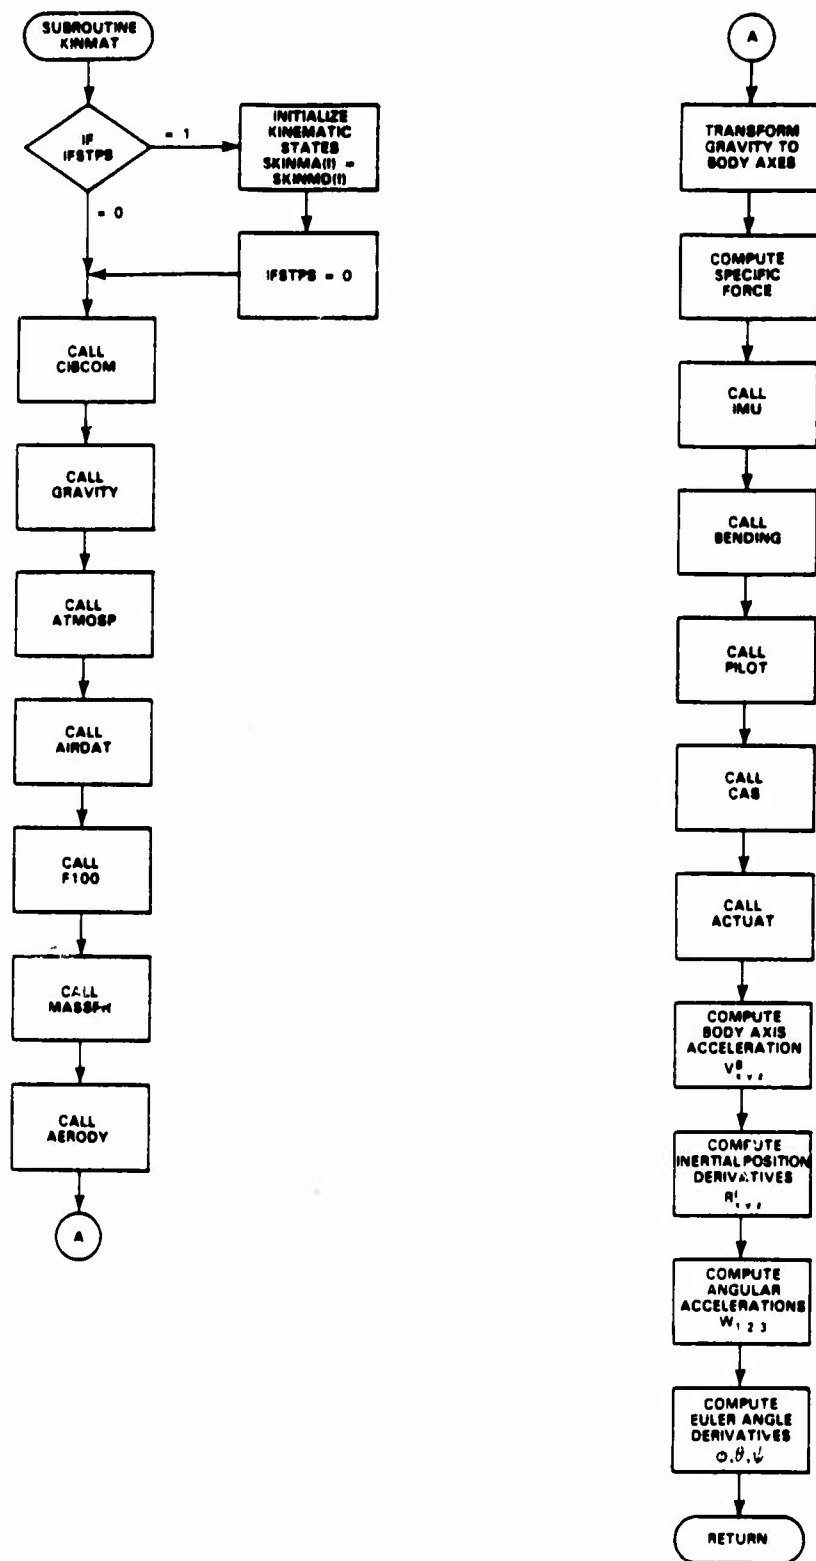 SUBROUTINE
KINMAT
IF
IFSTPS
= 1
= 0
INITIALIZE
KINEMATIC
STATES
SKINMA(I) =
SKINMD(I)
IFSTPS = 0
CALL
CIBCOM
CALL
GRAVITY
CALL
ATMOSP
CALL
AIRDAT
CALL
F100
CALL
CALL
AERODY
A
A
TRANSFORM
GRAVITY TO
BODY AXES
COMPUTE
SPECIFIC
FORCE
CALL
IMU
CALL
BENDING
CALL
PILOT
CALL
CAS
CALL
ACTUAT
COMPUTE
BODY AXIS
ACCELERATION
COMPUTE
INERTIAL POSITION
DERIVATIVES
COMPUTE
ANGULAR
ACCELERATIONS
W 1 2 3
COMPUTE
EULER ANGLE
DERIVATIVES
Φ, θ, ψ
RETURN